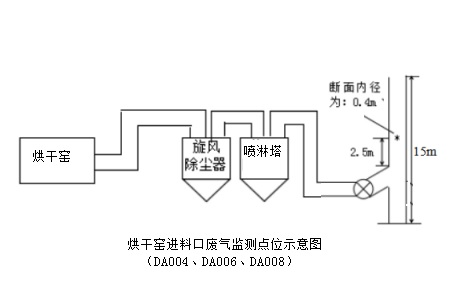 断面内径
为：0.4m
烘干窑
旋风
除尘器
喷淋塔
2.5m
15m
烘干窑进料口废气监测点位示意图
（DA004、DA006、DA008）